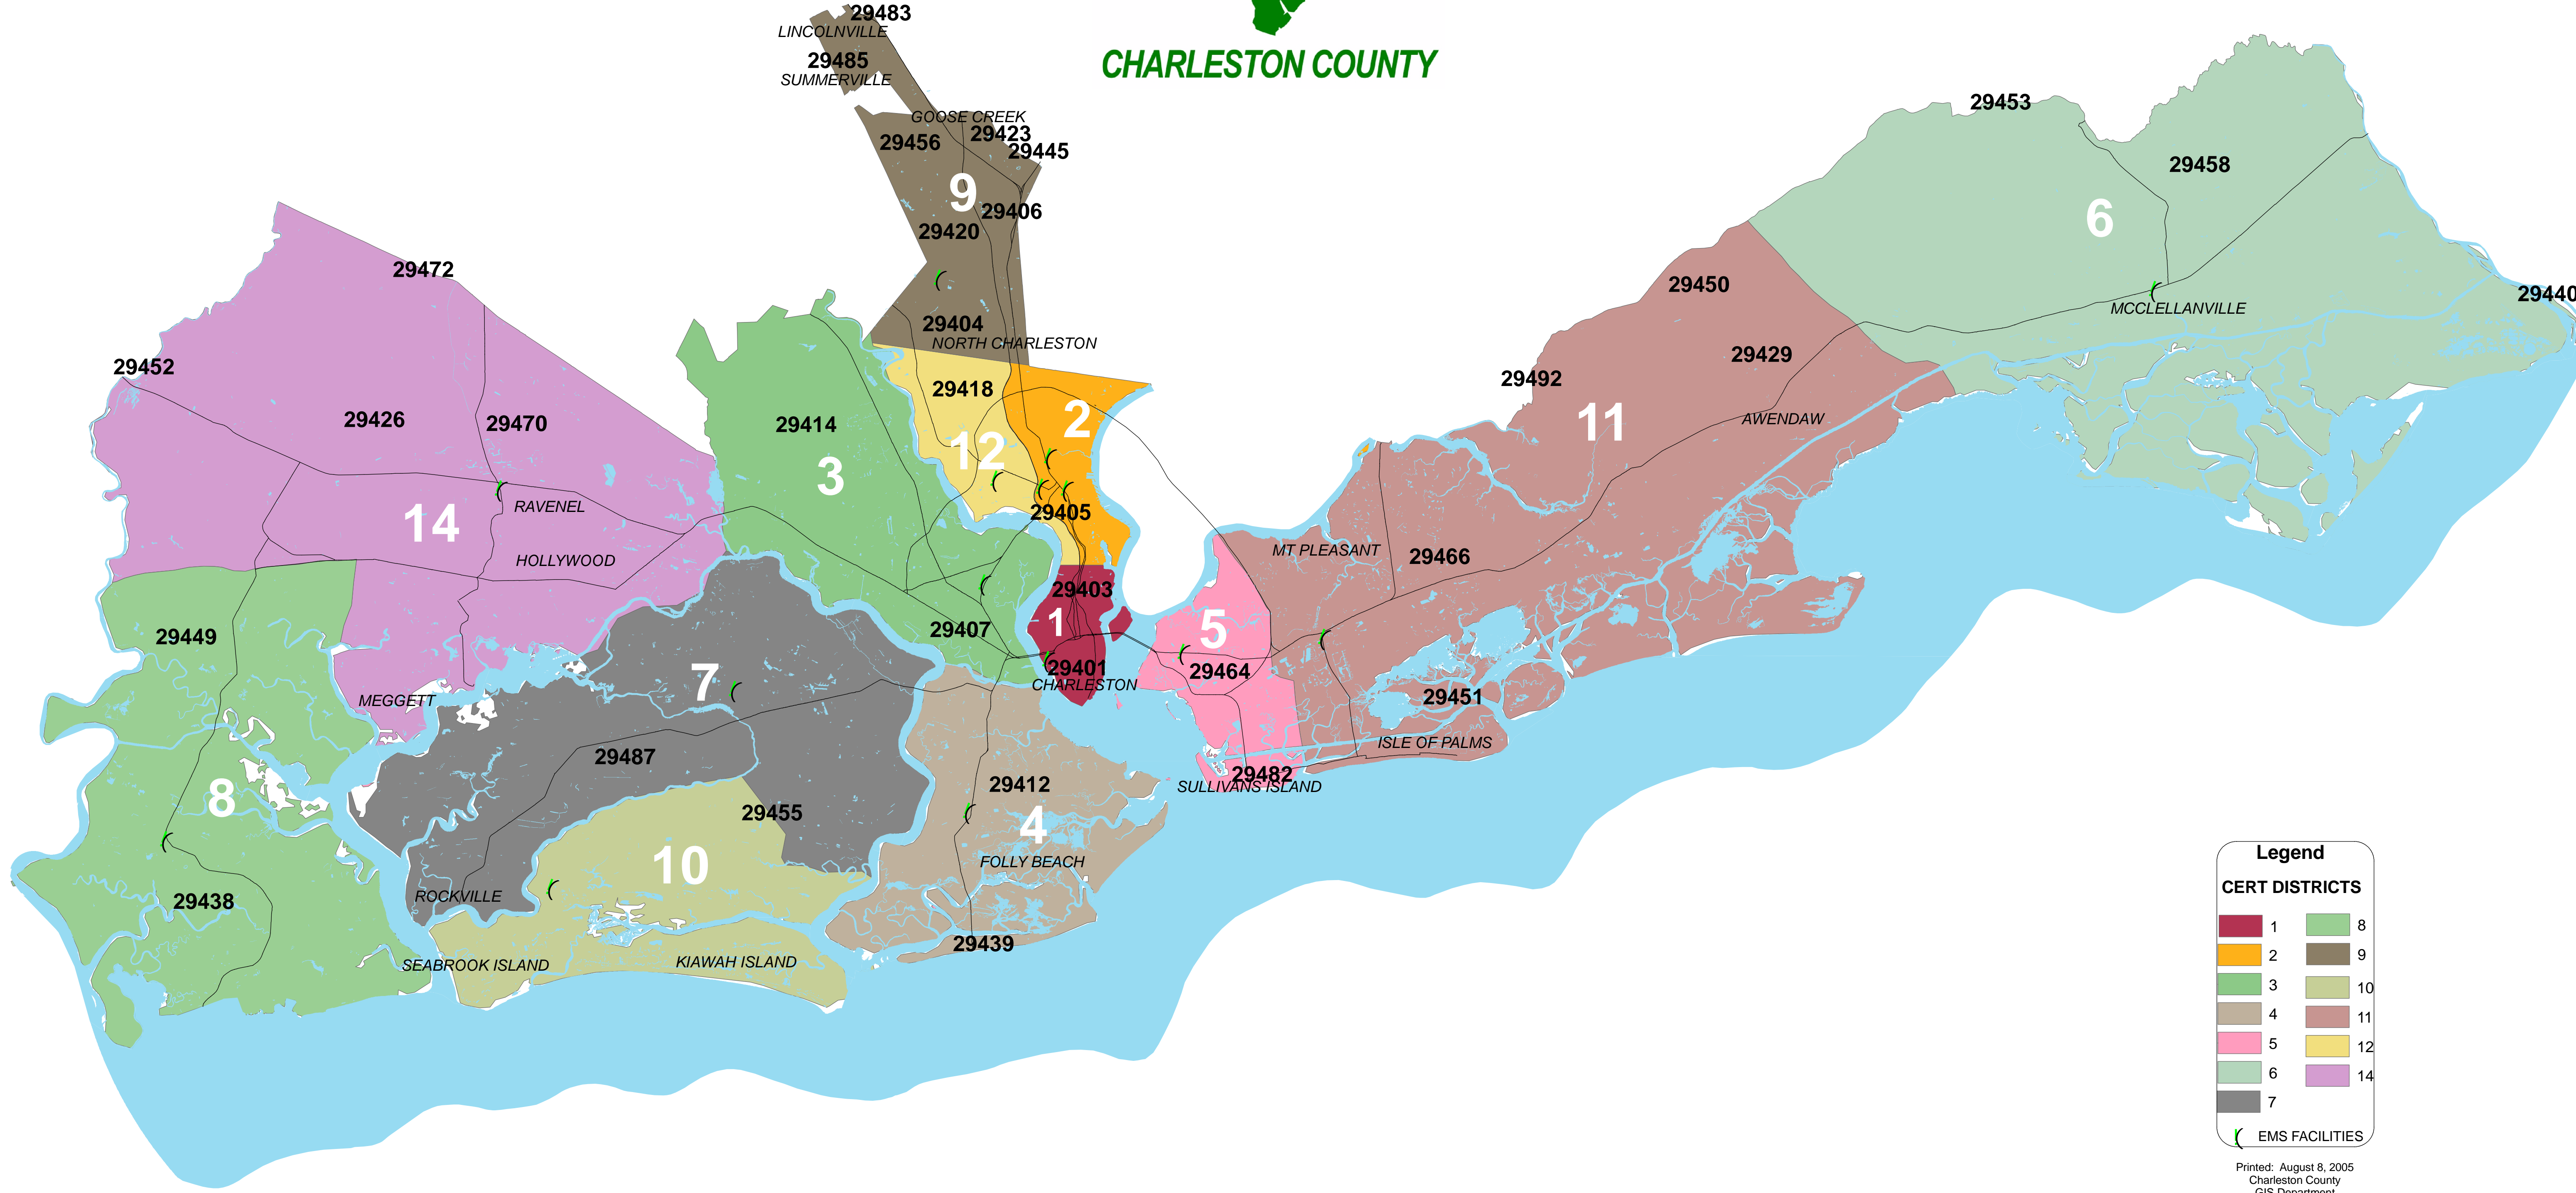 29483
LINCOLNVILLE
29485
SUMMERVILLE
CHARLESTON COUNTY
GOOSE CREEK
29456
29423
29445
9
29406
29420
29404
NORTH CHARLESTON
29453
29458
6
29450
29440
MCCLELLANVILLE
29429
29492
11
AWENDAW
29472
29452
29426
29470
14
RAVENEL
HOLLYWOOD
29414
3
29418
2
12
29405
29403
1
29407
29401
CHARLESTON
MT PLEASANT
29466
5
29464
29451
ISLE OF PALMS
29482
SULLIVANS ISLAND
29449
MEGGETT
7
29487
8
29455
10
29412
4
FOLLY BEACH
ROCKVILLE
29438
29439
SEABROOK ISLAND
KIAWAH ISLAND
Legend
CERT DISTRICTS
1
2
3
4
5
6
7
8
9
10
11
12
14
EMS FACILITIES
Printed: August 8, 2005
Charleston County
GIS Department